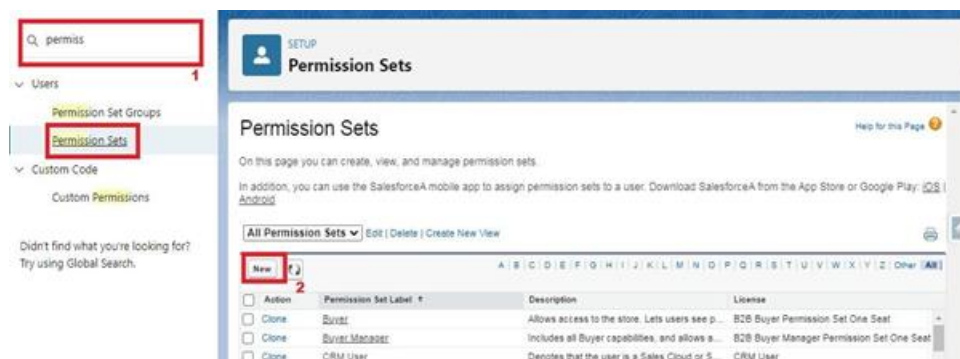 permiss
1
Users
Permission Set Groups
Permission Sets
Custom Code
Custom Permissions
Didn't find what you're looking for?
Try using Global Search.
SETUP
Permission Sets
Permission Sets
Help for this Page
On this page you can create, view, and manage permission sets.
In addition, you can use the SalesforceA mobile app to assign permission sets to a user. Download SalesforceA from the App Store or Google Play: iOS |
Android
All Permission Sets Edit | Delete | Create New View
New A | B | C | D | E | F | G | H | I | J | K | L | M | N | O | P | Q | R | S | T | U | V | W | X | Y | Z | Other | All
2
Action Permission Set Label ↑ Description License
Clone Buyer Allows access to the store. Lets users see p... B2B Buyer Permission Set One Seat
Clone Buyer Manager Includes all Buyer capabilities, and allows a... B2B Buyer Manager Permission Set One Seat
Clone CRM User Denotes that the user is a Sales Cloud or S... CRM User